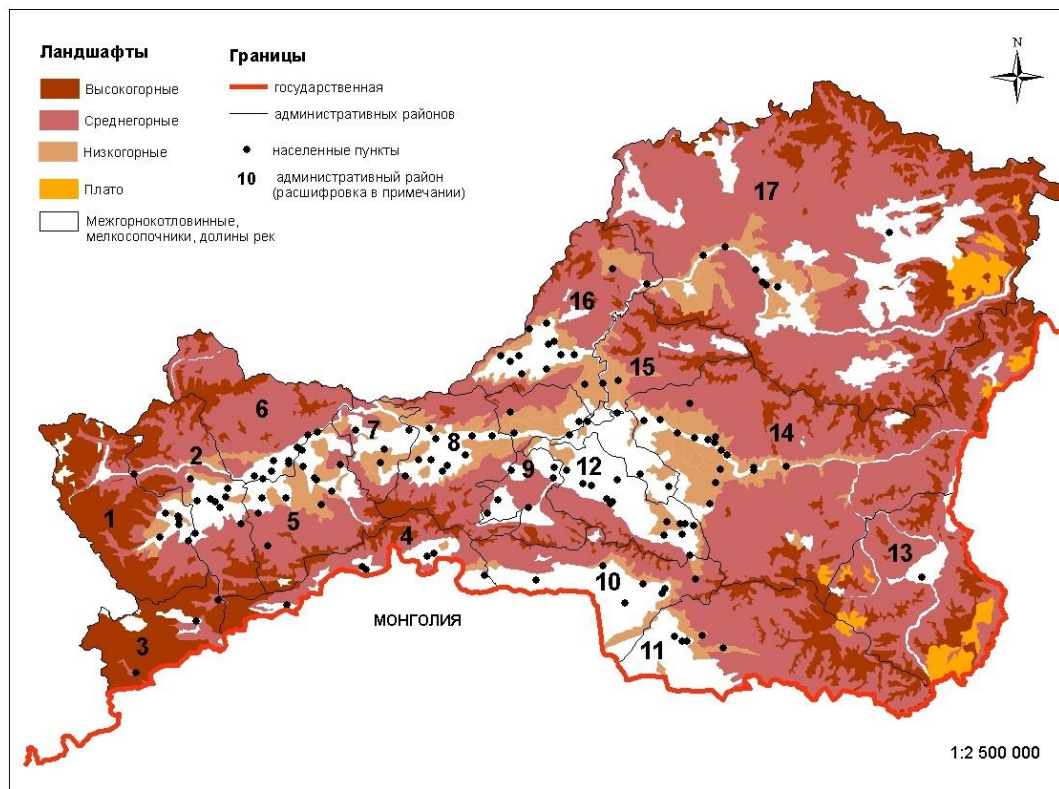 Ландшафты
Высокогорные
Среднегорные
Низкогорные
Плато
Межгорнокотловинные,
мелкосопочники, долины рек
Границы
государственная
административных районов
населенные пункты
10 административный район
(расшифровка в примечании)
N
17
16
15
6
7
14
2
8
9
12
1
5
4
13
10
3
МОНГОЛИЯ
11
1:2 500 000